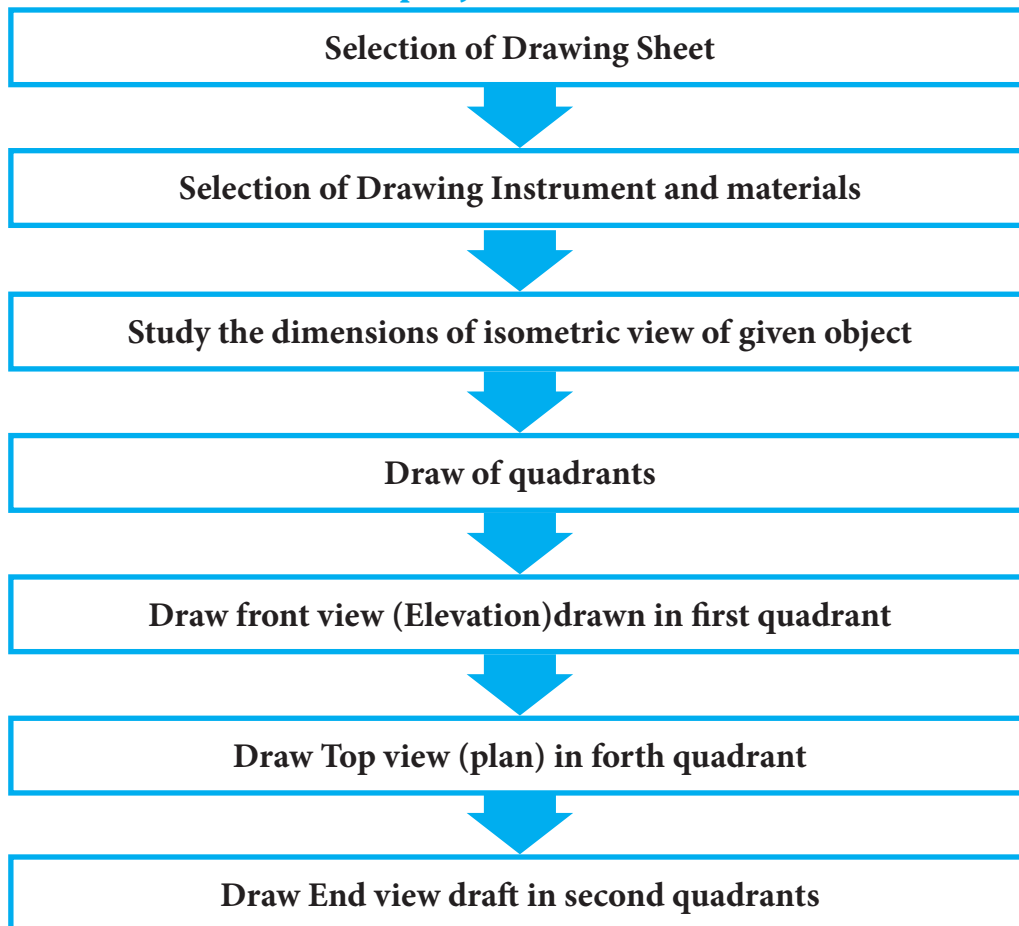 Selection of Drawing Sheet
Selection of Drawing Instrument and materials
Study the dimensions of isometric view of given object
Draw of quadrants
Draw front view (Elevation)drawn in first quadrant
Draw Top view (plan) in forth quadrant
Draw End view draft in second quadrants